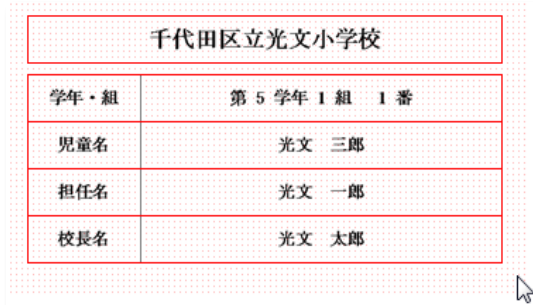 千代田区立光文小学校
学年・組 第 5 学年 1 組 1 番
児童名 光文 三郎
担任名 光文 一郎
校長名 光文 太郎